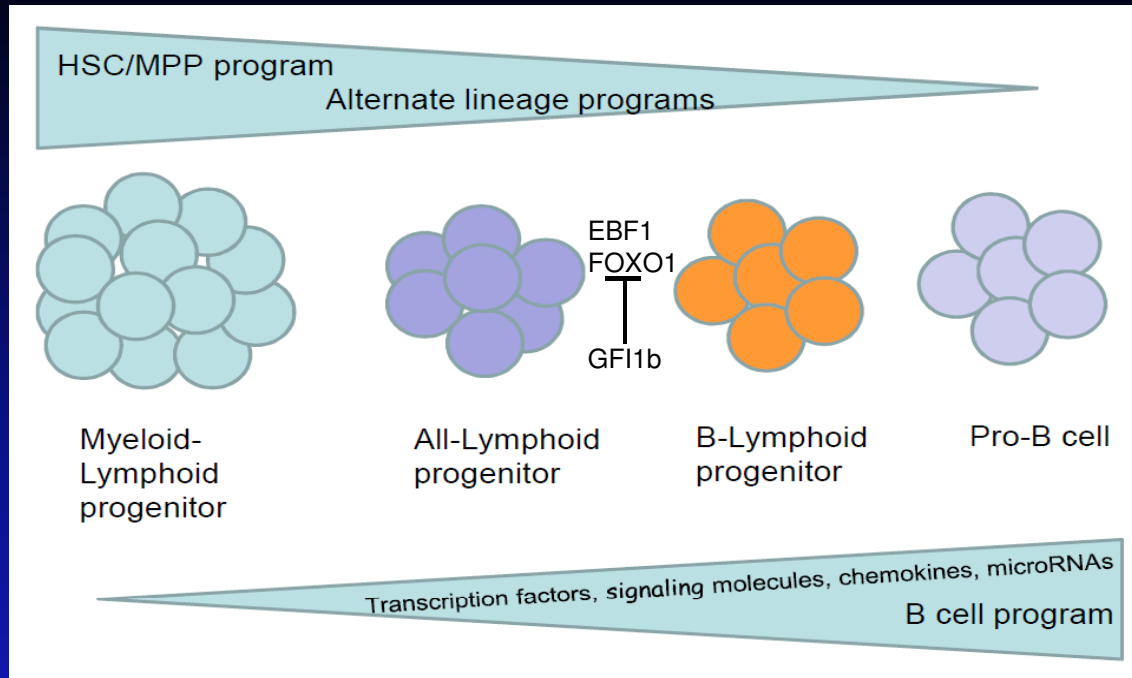 HSC/MPP program
Alternate lineage programs
EBF1
FOXO1
GFI1b
Myeloid-
Lymphoid
progenitor
All-Lymphoid
progenitor
B-Lymphoid
progenitor
Pro-B cell
Transcription factors, signaling molecules, chemokines, microRNAs
B cell program